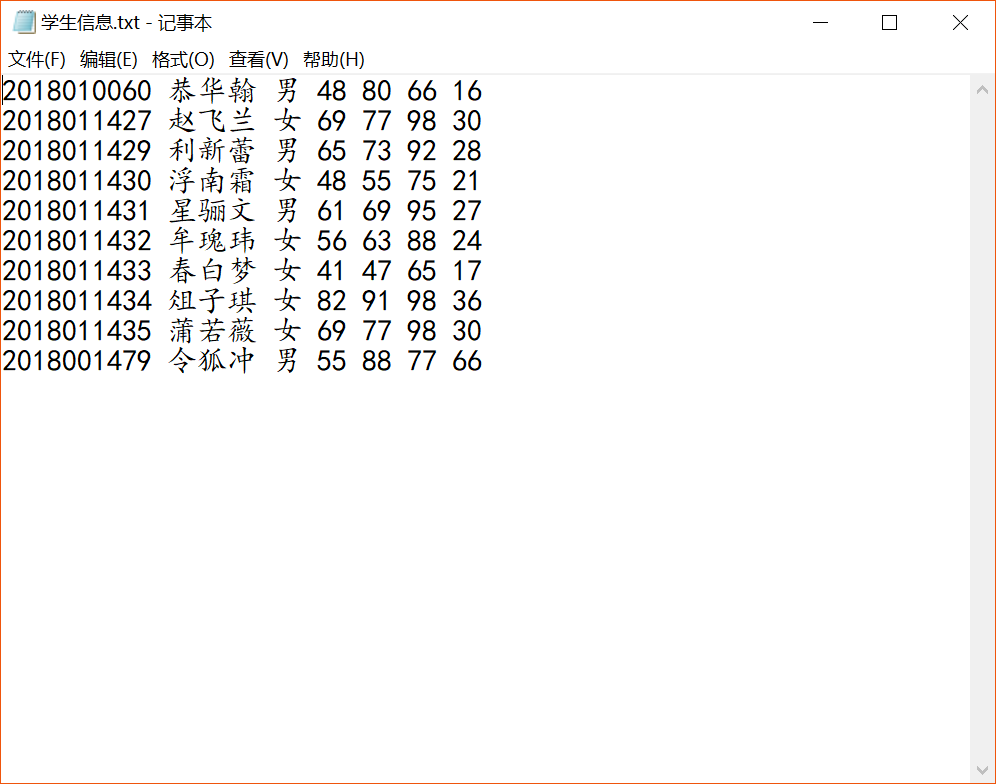 学生信息.txt - 记事本
文件(F) 编辑(E) 格式(O) 查看(V) 帮助(H)
2018010060 恭华翰 男 48 80 66 16
2018011427 赵飞兰 女 69 77 98 30
2018011429 利新蕾 男 65 73 92 28
2018011430 浮南霜 女 48 55 75 21
2018011431 星骊文 男 61 69 95 27
2018011432 牟瑰玮 女 56 63 88 24
2018011433 春白梦 女 41 47 65 17
2018011434 俎子琪 女 82 91 98 36
2018011435 蒲若薇 女 69 77 98 30
2018001479 令狐冲 男 55 88 77 66